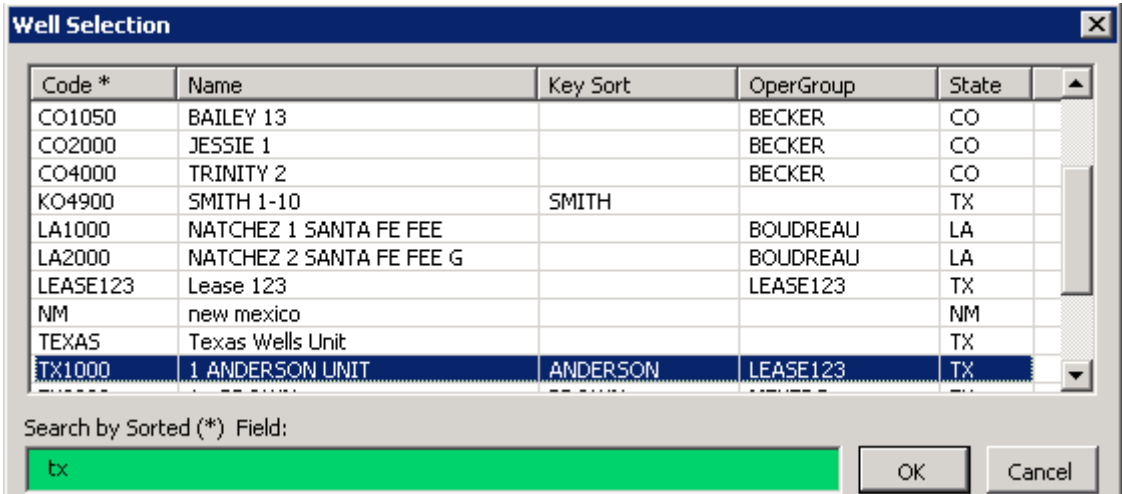 Well Selection
Code * Name Key Sort OperGroup State
CO1050 BAILEY 13 BECKER CO
CO2000 JESSIE 1 BECKER CO
CO4000 TRINITY 2 BECKER CO
KO4900 SMITH 1-10 SMITH TX
LA1000 NATCHEZ 1 SANTA FE FEE BOUDREAU LA
LA2000 NATCHEZ 2 SANTA FE FEE G BOUDREAU LA
LEASE123 Lease 123 LEASE123 TX
NM new mexico NM
TEXAS Texas Wells Unit TX
TX1000 1 ANDERSON UNIT ANDERSON LEASE123 TX
Search by Sorted (*) Field:
tx
OK Cancel